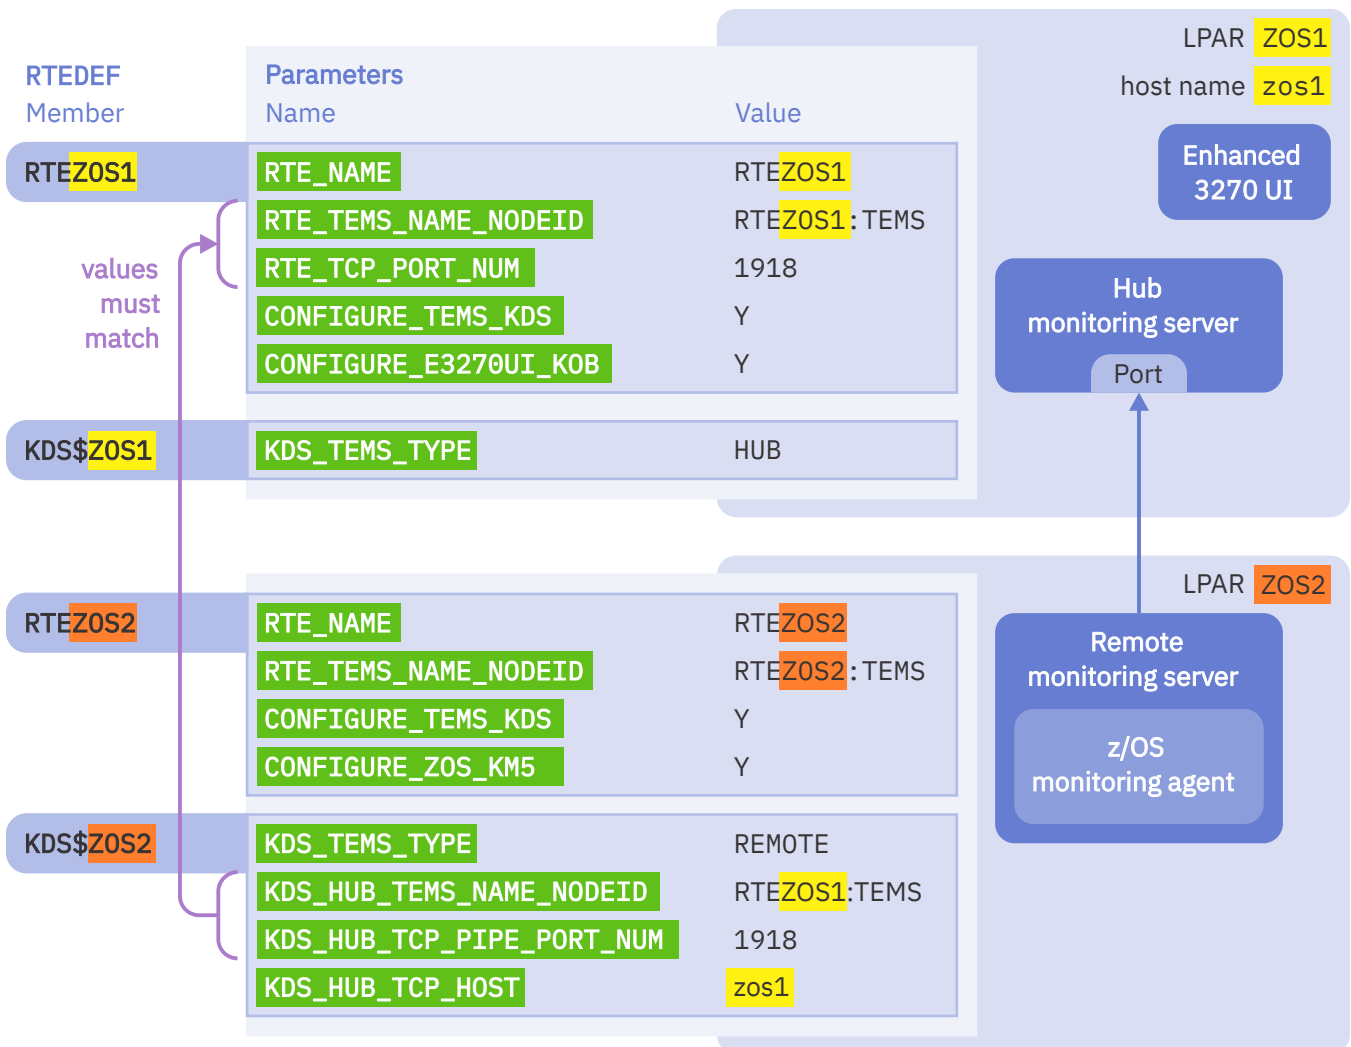 LPAR ZOS1
host name zos1
Enhanced
3270 UI
Hub
monitoring server
Port
RTEDEF
Member
Parameters
Name Value
RTEZOS1 RTE_NAME RTEZOS1
RTE_TEMS_NAME_NODEID RTEZOS1:TEMS
RTE_TCP_PORT_NUM 1918
CONFIGURE_TEMS_KDS Y
CONFIGURE_E3270UI_KOB Y
values
must
match
KDS$ZOS1 KDS_TEMS_TYPE HUB
LPAR ZOS2
Remote
monitoring server
z/OS
monitoring agent
RTEZOS2 RTE_NAME RTEZOS2
RTE_TEMS_NAME_NODEID RTEZOS2:TEMS
CONFIGURE_TEMS_KDS Y
CONFIGURE_ZOS_KM5 Y
KDS$ZOS2 KDS_TEMS_TYPE REMOTE
KDS_HUB_TEMS_NAME_NODEID RTEZOS1:TEMS
KDS_HUB_TCP_PIPE_PORT_NUM 1918
KDS_HUB_TCP_HOST zos1